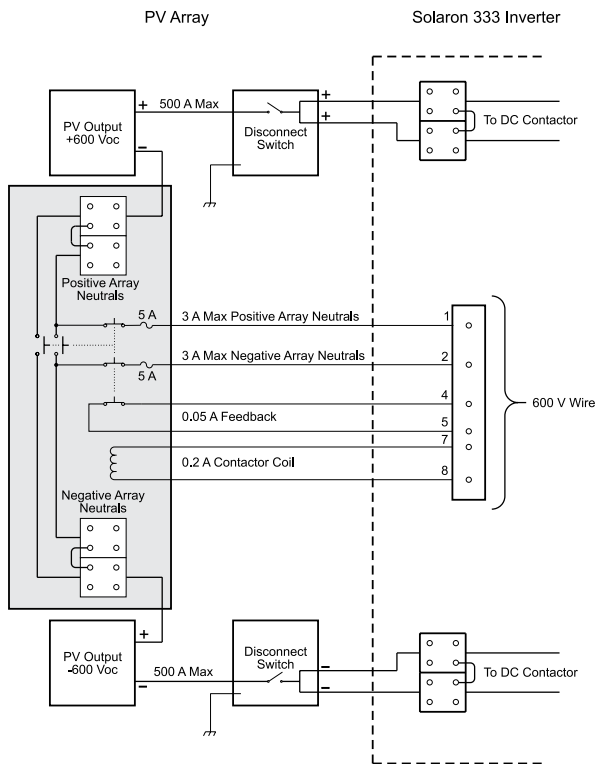 PV Array
Solaron 333 Inverter
PV Output
+600 Voc
+
−
500 A Max
Disconnect
Switch
+
+
To DC Contactor
Positive Array
Neutrals
5 A
3 A Max Positive Array Neutrals
1
3 A Max Negative Array Neutrals
2
5 A
4
0.05 A Feedback
5
7
0.2 A Contactor Coil
8
600 V Wire
Negative Array
Neutrals
PV Output
-600 Voc
+
−
500 A Max
Disconnect
Switch
−
−
To DC Contactor